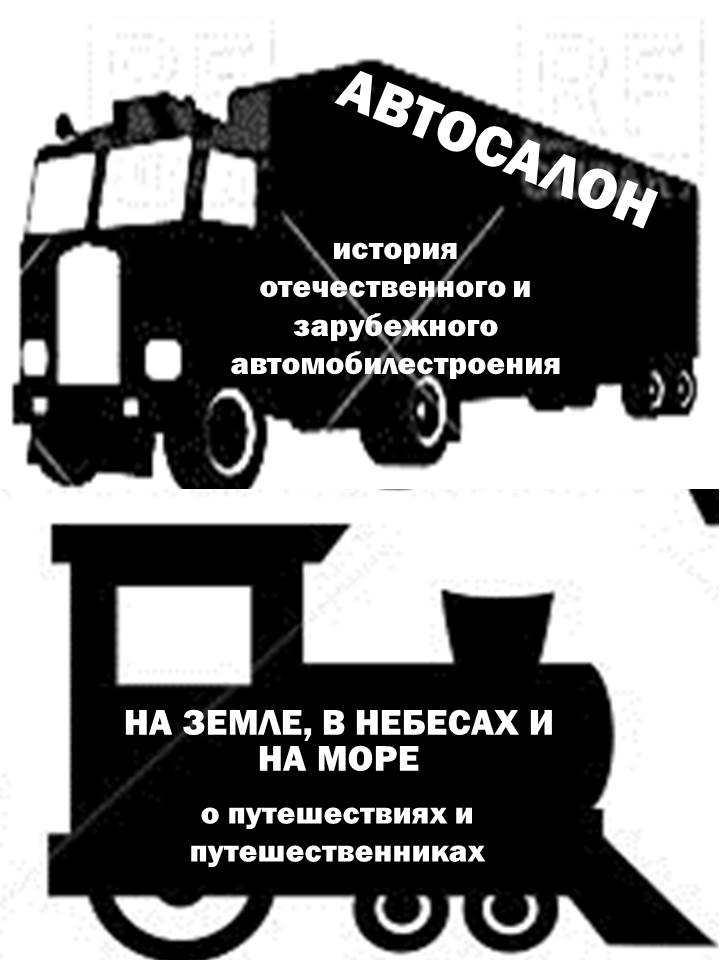 АВТОСАЛОН
история
отечественного и
зарубежного
автомобилестроения
НА ЗЕМЛЕ, В НЕБЕСАХ И
НА МОРЕ
о путешествиях и
путешественниках